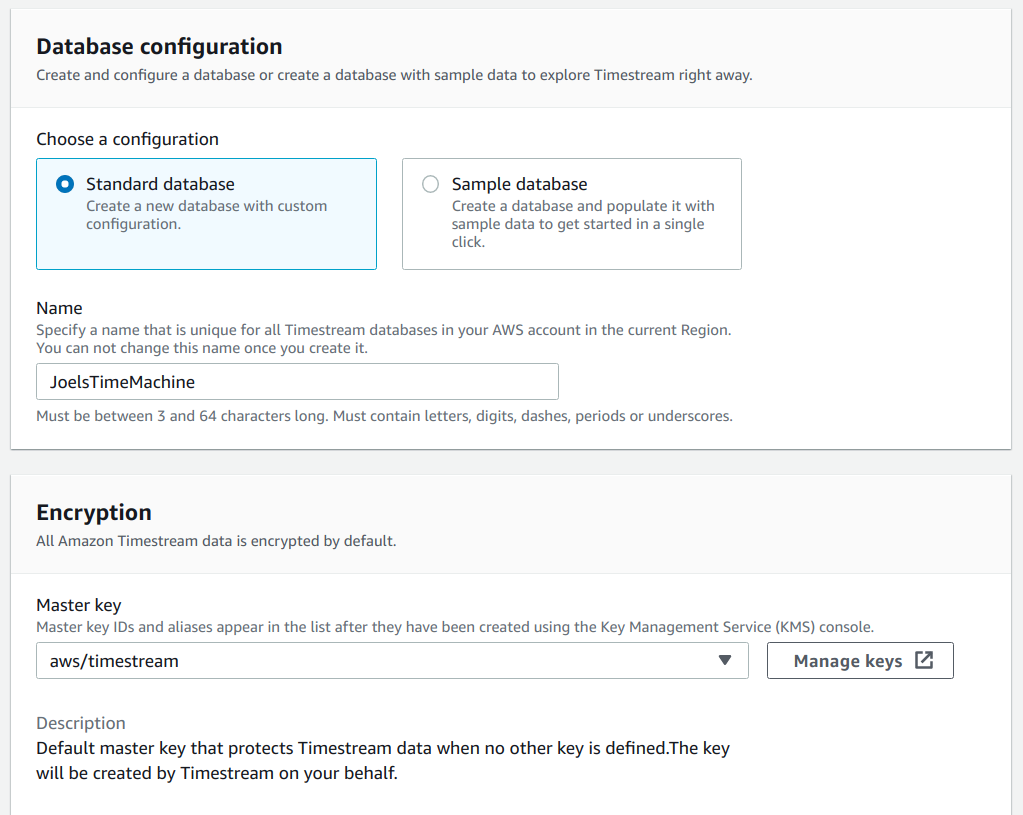 Database configuration
Create and configure a database or create a database with sample data to explore Timestream right away.
Choose a configuration
Standard database
Create a new database with custom
configuration.
Sample database
Create a database and populate it with
sample data to get started in a single
click.
Name
Specify a name that is unique for all Timestream databases in your AWS account in the current Region.
You can not change this name once you create it.
JoelsTimeMachine
Must be between 3 and 64 characters long. Must contain letters, digits, dashes, periods or underscores.
Encryption
All Amazon Timestream data is encrypted by default.
Master key
Master key IDs and aliases appear in the list after they have been created using the Key Management Service (KMS) console.
aws/timestream
Manage keys
Description
Default master key that protects Timestream data when no other key is defined.The key
will be created by Timestream on your behalf.